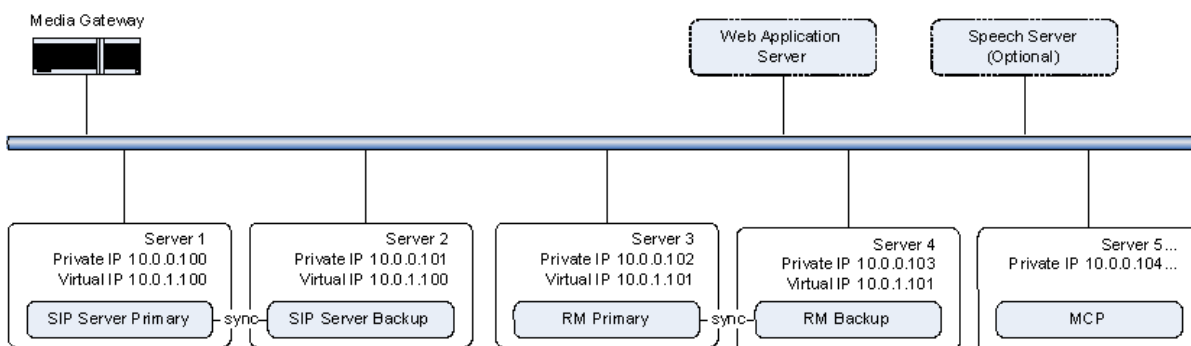 Media Gateway
Web Application
Server
Speech Server
(Optional)
Server 1
Private IP 10.0.0.100
Virtual IP 10.0.1.100
SIP Server Primary
sync
Server 2
Private IP 10.0.0.101
Virtual IP 10.0.1.100
SIP Server Backup
Server 3
Private IP 10.0.0.102
Virtual IP 10.0.1.101
RM Primary
sync
Server 4
Private IP 10.0.0.103
Virtual IP 10.0.1.101
RM Backup
Server 5...
Private IP 10.0.0.104...
MCP